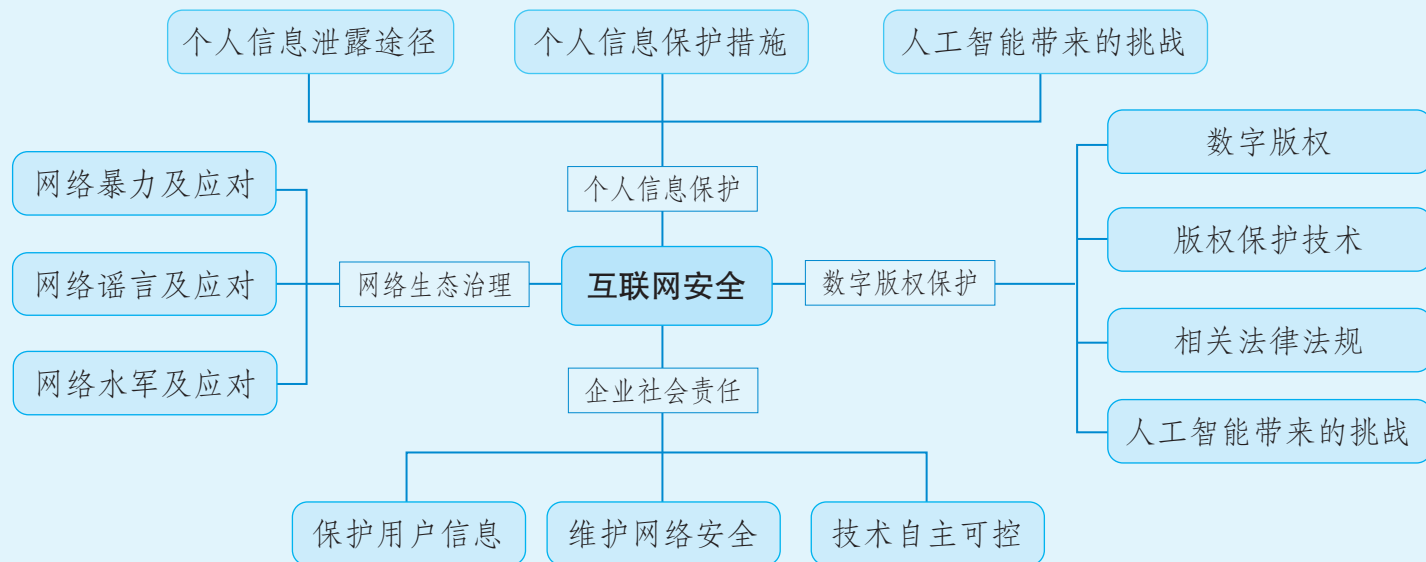 个人信息泄露途径
个人信息保护措施
人工智能带来的挑战
个人信息保护
网络暴力及应对
网络谣言及应对
网络水军及应对
网络生态治理
互联网安全
数字版权保护
数字版权
版权保护技术
相关法律法规
人工智能带来的挑战
企业社会责任
保护用户信息
维护网络安全
技术自主可控